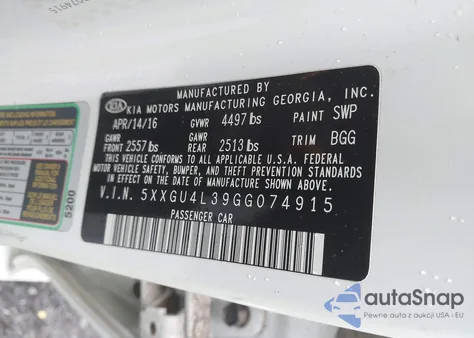 MANUFACTURED BY
KIA KIA MOTORS MANUFACTURING GEORGIA, INC.
APR/14/16 GVWR 4497 lbs PAINT SWP
GAWR GAWR
FRONT 2557 lbs REAR 2513 lbs TRIM BGG
THIS VEHICLE CONFORMS TO ALL APPLICABLE U.S.A. FEDERAL
MOTOR VEHICLE SAFETY, BUMPER, AND THEFT PREVENTION
STANDARDS IN EFFECT ON THE DATE OF MANUFACTURE SHOWN ABOVE.
V.I.N. 5XXGU4L39GG074915
PASSENGER CAR
5200
autoSnap
Pewne auta z aukcji USA i EU